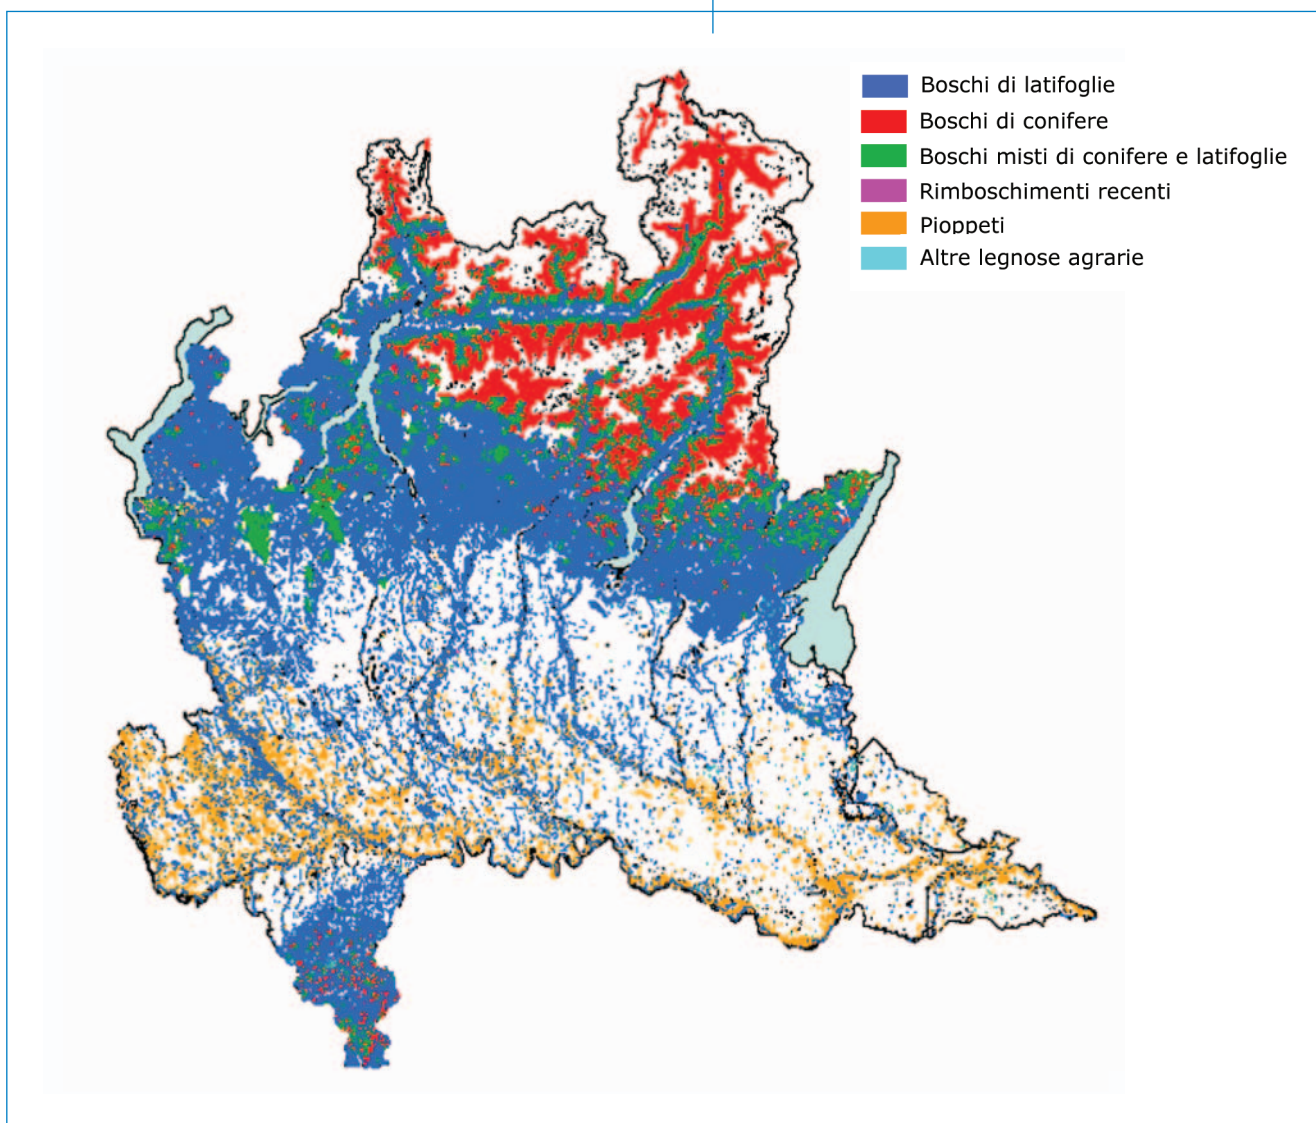 Boschi di latifoglie
Boschi di conifere
Boschi misti di conifere e latifoglie
Rimboschimenti recenti
Pioppeti
Altre legnose agrarie